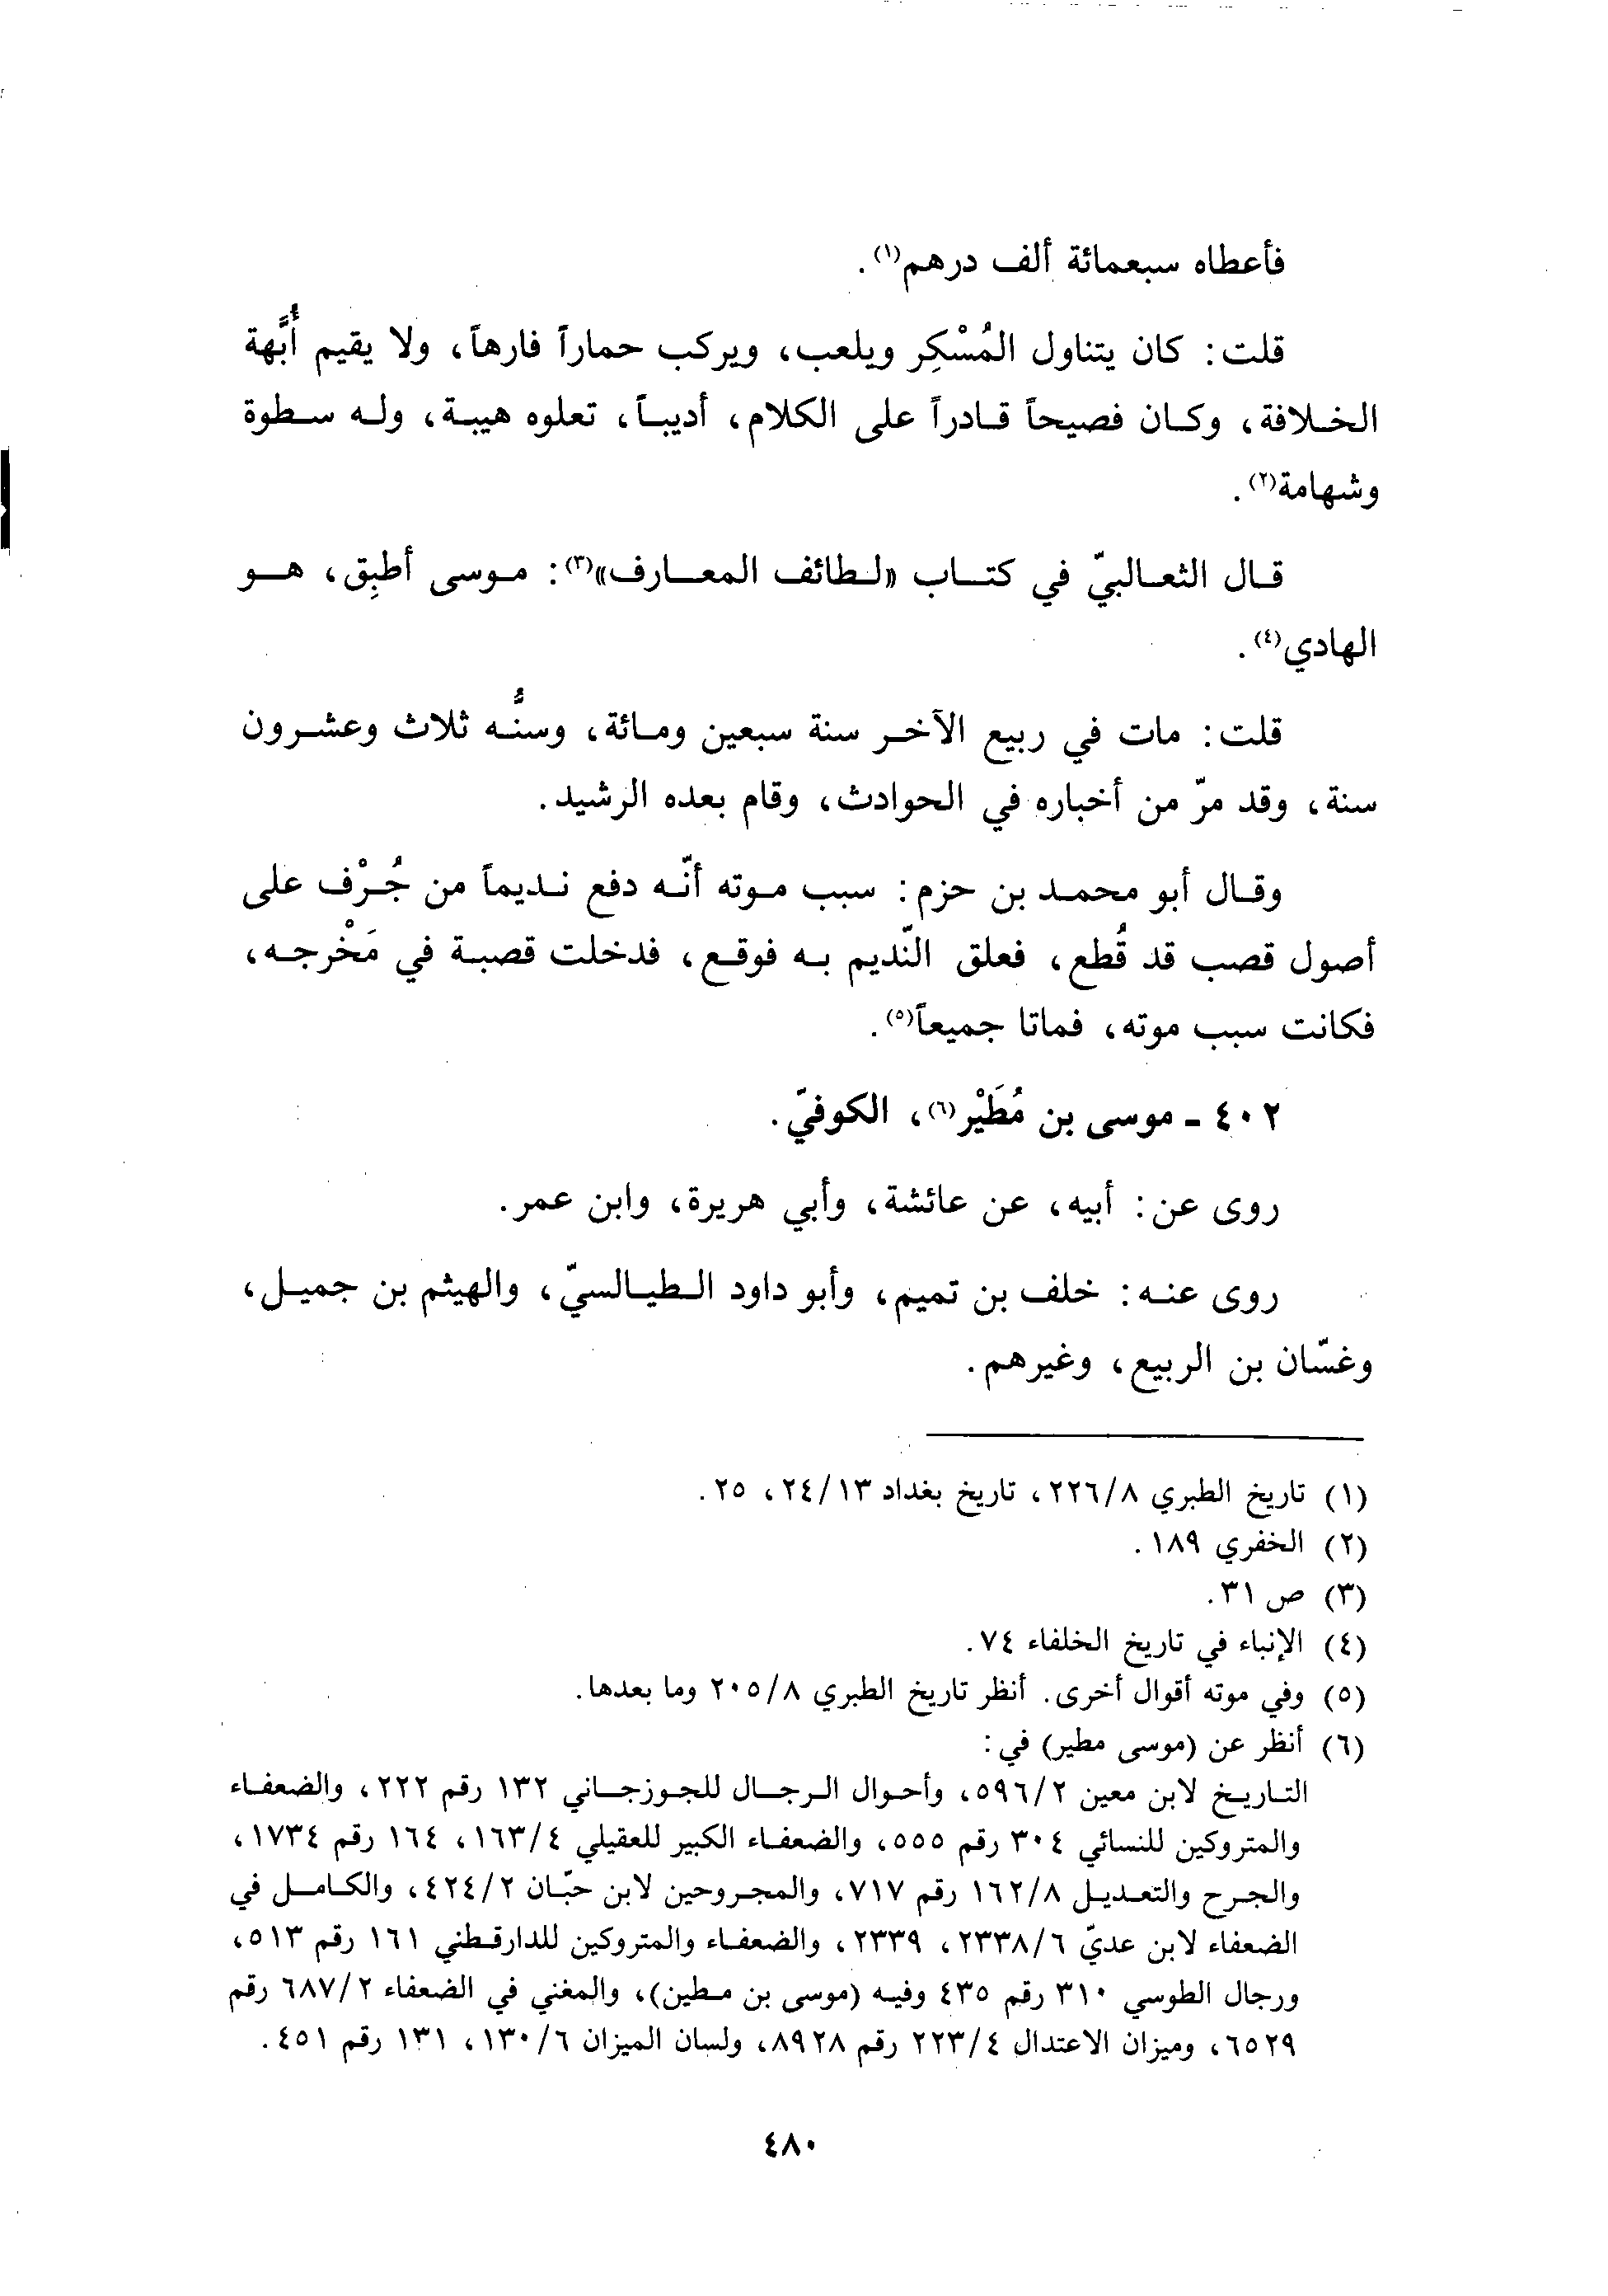 فأعطاه سبعمائة ألف درهم(١).
قلت: كان يتناول المُسْكِر ويلعب، ويركب حماراً فارهاً، ولا يقيم أُبَّهة
الخلافة، وكان فصيحاً قادراً على الكلام، أديباً، تعلوه هيبة، وله سطوة
وشهامة(٢).
قال الثعالبيّ في كتاب «لطائف المعارف»(٣): موسى أطبِق، هو
الهادي(٤).
قلت: مات في ربيع الآخر سنة سبعين ومائة، وسنُّه ثلاث وعشرون
سنة، وقد مرّ من أخباره في الحوادث، وقام بعده الرشيد.
وقال أبو محمد بن حزم: سبب موته أنّه دفع نديماً من جُرْف على
أصول قصب قد قُطع، فعلق النّديم به فوقع، فدخلت قصبة في مَخْرجه،
فكانت سبب موته، فماتا جميعاً(٥).
٤٠٢ - موسى بن مُطَيْر(٦)، الكوفيّ.
روى عن: أبيه، عن عائشة، وأبي هريرة، وابن عمر.
روى عنه: خلف بن تميم، وأبو داود الطيالسيّ، والهيثم بن جميل،
وغسّان بن الربيع، وغيرهم.
(١) تاريخ الطبري ٢٢٦/٨، تاريخ بغداد ٢٤/١٣، ٢٥.
(٢) الخفري ١٨٩.
(٣) ص ٣١.
(٤) الإنباء في تاريخ الخلفاء ٧٤.
(٥) وفي موته أقوال أخرى. أنظر تاريخ الطبري ٢٠٥/٨ وما بعدها.
(٦) أنظر عن (موسى مطير) في:
التاريخ لابن معين ٥٩٦/٢، وأحوال الرجال للجوزجاني ١٣٢ رقم ٢٢٢، والضعفاء
والمتروكين للنسائي ٣٠٤ رقم ٥٥٥، والضعفاء الكبير للعقيلي ١٦٣/٤، ١٦٤ رقم ١٧٣٤،
والجرح والتعديل ١٦٢/٨ رقم ٧١٧، والمجروحين لابن حبّان ٤٢٤/٢، والكامل في
الضعفاء لابن عديّ ٢٣٣٨/٦، ٢٣٣٩، والضعفاء والمتروكين للدارقطني ١٦١ رقم ٥١٣،
ورجال الطوسي ٣١٠ رقم ٤٣٥ وفيه (موسى بن مطين)، والمغني في الضعفاء ٦٨٧/٢ رقم
٦٥٢٩، وميزان الاعتدال ٢٢٣/٤ رقم ٨٩٢٨، ولسان الميزان ١٣٠/٦، ١٣١ رقم ٤٥١.
٤٨٠